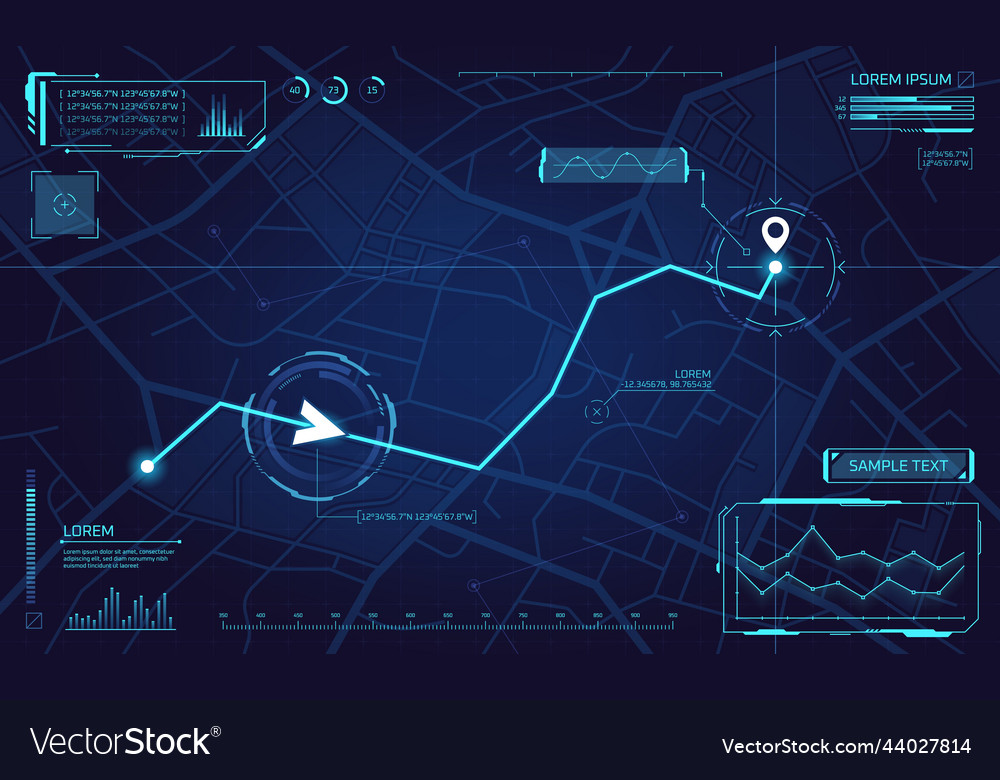 [ 12°34'56.7"N 123°45'67.8"W ]
[ 12°34'56.7"N 123°45'67.8"W ]
[ 12°34'56.7"N 123°45'67.8"W ]
[ 12°34'56.7"N 123°45'67.8"W ]
40 73 15
LOREM IPSUM
12
345
67
12°34'56.7"N
12°45'67.8"W
LOREM
-12.345678, 98.765432
SAMPLE TEXT
[12°34'56.7"N 123°45'67.8"W]
LOREM
Lorem ipsum dolor sit amet, consectetuer
adipiscing elit, sed diam nonummy nibh
euismod tincidunt ut laoreet
350 400 450 500 550 600 700 750 800 850 900 950
VectorStock®
VectorStock.com/44027814